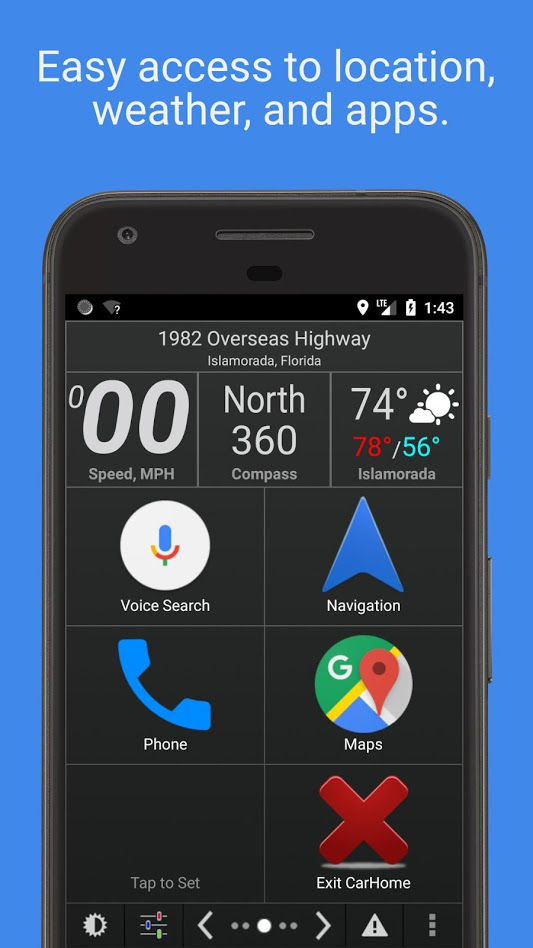 Easy access to location,
weather, and apps.
? LTE 1:43
1982 Overseas Highway
Islamorada, Florida
000
Speed, MPH
North
360
Compass
74°
78°/56°
Islamorada
Voice Search
Navigation
Phone
G
Maps
Tap to Set
Exit CarHome